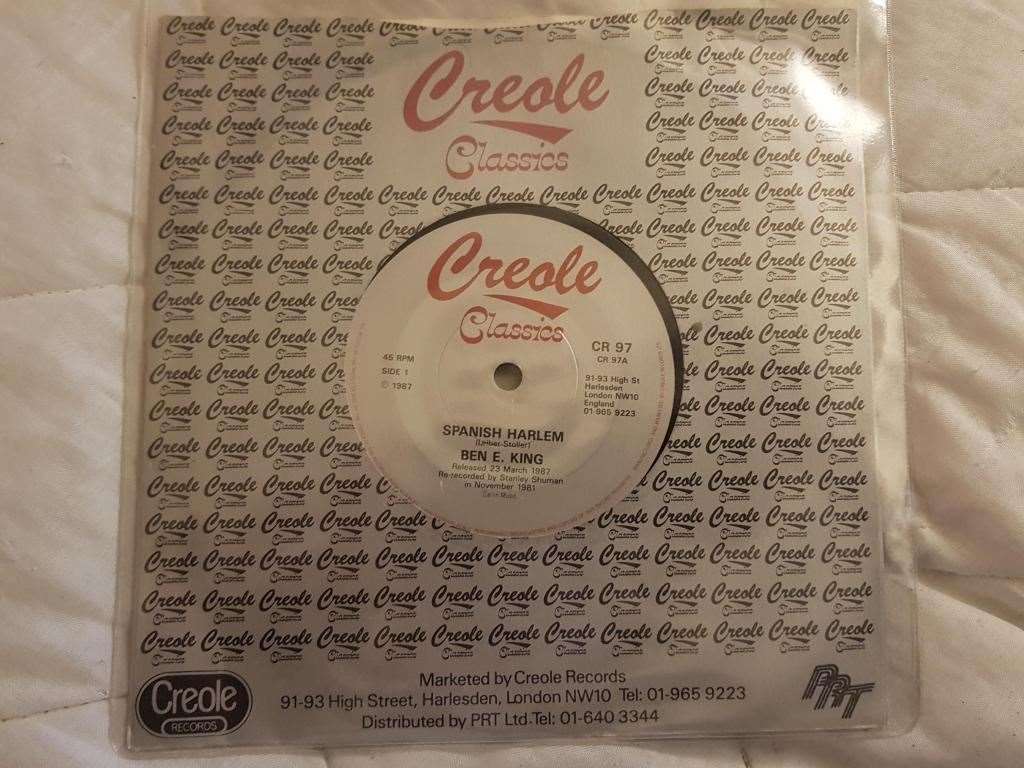 Creole
Classics
Creole
Classics
45 RPM
SIDE 1
℗ 1987
CR 97
CR 97A
91-93 High St
Harlesden
London NW10
England
01 965 9223
SPANISH HARLEM
[Leiber-Stoller]
BEN E. KING
Released 23 March 1987
Re-recorded by Stanley Shuman
in November 1981
Creole
RECORDS
Marketed by Creole Records
91-93 High Street, Harlesden, London NW10 Tel: 01-965 9223
Distributed by PRT Ltd.Tel: 01-640 3344
PRT